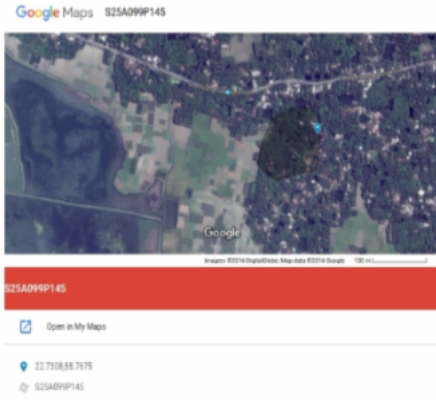 Google Maps S25A099P145
Google
Imagery ©2016 DigitalGlobe, Map data ©2016 Google 100 m
S25A099P145
Open in My Maps
22.7308,88.7675
S25A099P145